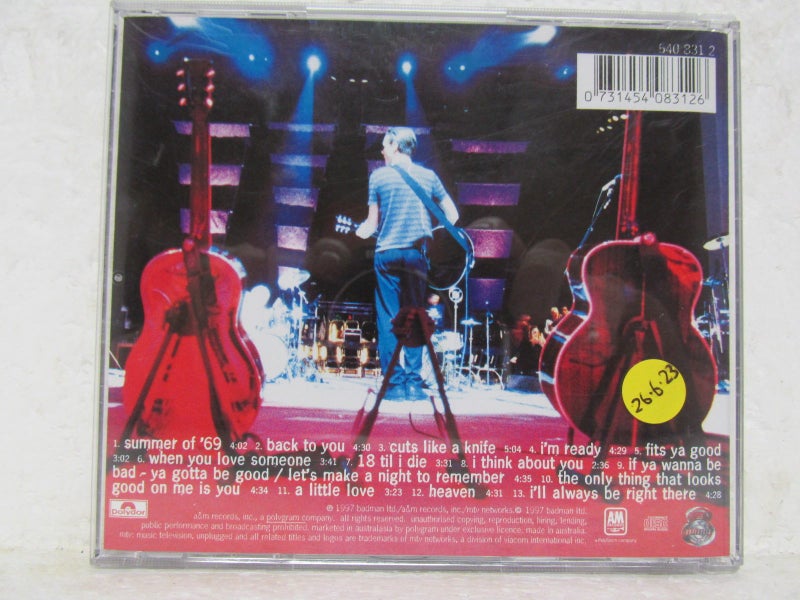 540 831 2
0 731454 083126
26.6.23
1. summer of '69 4:02 2. back to you 4:30 3. cuts like a knife 5:04 4. i'm ready 4:29 5. fits ya good
3:02 6. when you love someone 3:41 7. 18 til i die 3:31 8. i think about you 2:36 9. if ya wanna be
bad - ya gotta be good / let's make a night to remember 4:35 10. the only thing that looks
good on me is you 4:34 11. a little love 3:23 12. heaven 4:31 13. i'll always be right there 4:28
polydor
℗ 1997 badman ltd./a&m records, inc./mtv networks. © 1997 badman ltd.
a&m records, inc., a polygram company. all rights reserved. unauthorised copying, reproduction, hiring, lending,
public performance and broadcasting prohibited. marketed in australasia by polygram under exclusive licence. made in australia.
mtv: music television, unplugged and all related titles and logos are trademarks of mtv networks, a division of viacom international inc.
A&M
RECORDS
a PolyGram company
COMPACT
disc
DIGITAL AUDIO